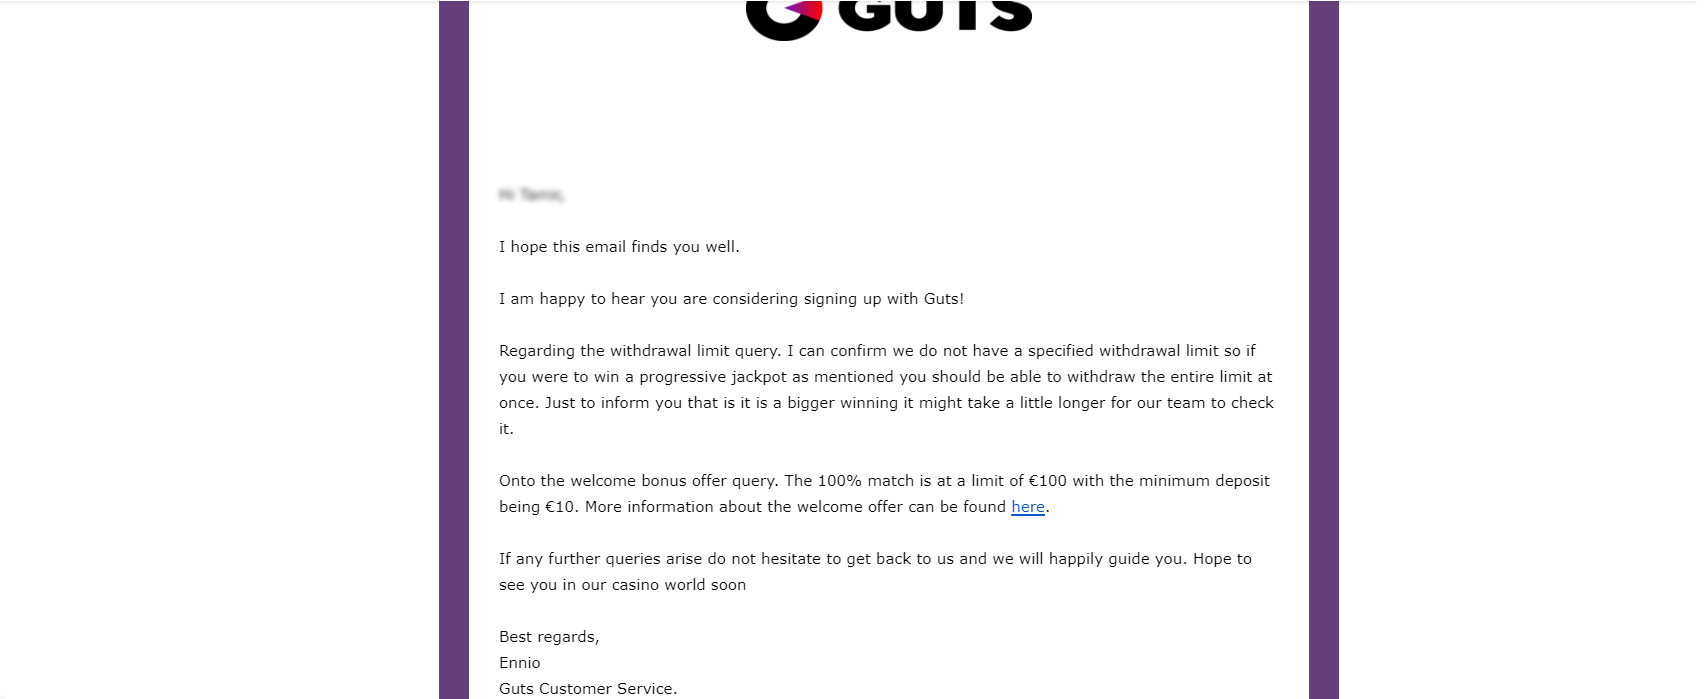 GUTS
I hope this email finds you well.
I am happy to hear you are considering signing up with Guts!
Regarding the withdrawal limit query. I can confirm we do not have a specified withdrawal limit so if
you were to win a progressive jackpot as mentioned you should be able to withdraw the entire limit at
once. Just to inform you that is it is a bigger winning it might take a little longer for our team to check
it.
Onto the welcome bonus offer query. The 100% match is at a limit of €100 with the minimum deposit
being €10. More information about the welcome offer can be found here.
If any further queries arise do not hesitate to get back to us and we will happily guide you. Hope to
see you in our casino world soon
Best regards,
Ennio
Guts Customer Service.